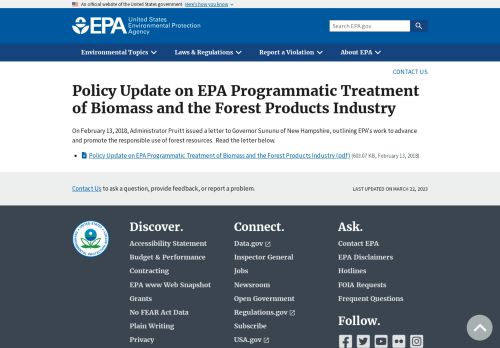 An official website of the United States government Here's how you know
EPA United States
Environmental Protection
Agency
Search EPA.gov
Environmental Topics Laws & Regulations Report a Violation About EPA
CONTACT US
Policy Update on EPA Programmatic Treatment
of Biomass and the Forest Products Industry
On February 13, 2018, Administrator Pruitt issued a letter to Governor Sununu of New Hampshire, outlining EPA's work to advance
and promote the responsible use of forest resources. Read the letter below.
Policy Update on EPA Programmatic Treatment of Biomass and the Forest Products Industry (pdf) (603.07 KB, February 13, 2018)
Contact Us to ask a question, provide feedback, or report a problem.
LAST UPDATED ON MARCH 22, 2023
Discover.
Accessibility Statement
Budget & Performance
Contracting
EPA www Web Snapshot
Grants
No FEAR Act Data
Plain Writing
Privacy
Connect.
Data.gov
Inspector General
Jobs
Newsroom
Open Government
Regulations.gov
Subscribe
USA.gov
Ask.
Contact EPA
EPA Disclaimers
Hotlines
FOIA Requests
Frequent Questions
Follow.